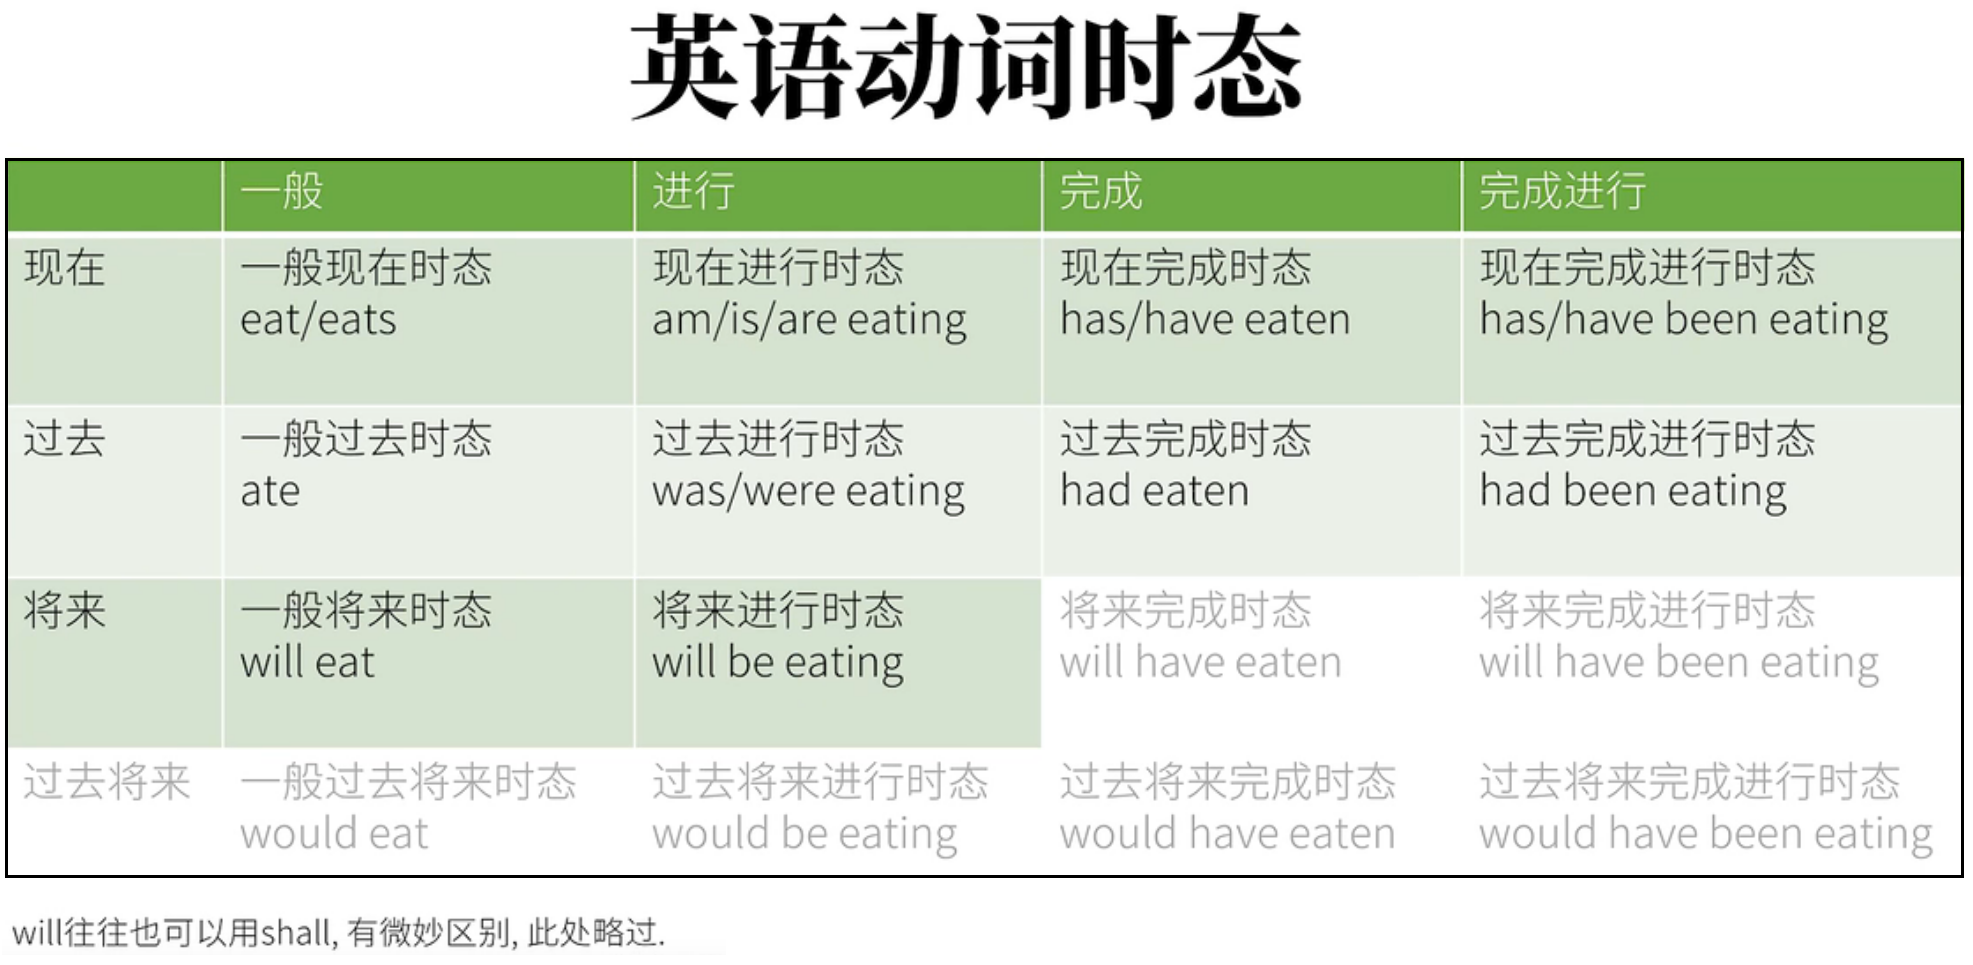 英语动词时态
一般 进行 完成 完成进行
现在 一般现在时态 现在进行时态 现在完成时态 现在完成进行时态
eat/eats am/is/are eating has/have eaten has/have been eating
过去 一般过去时态 过去进行时态 过去完成时态 过去完成进行时态
ate was/were eating had eaten had been eating
将来 一般将来时态 将来进行时态 将来完成时态 将来完成进行时态
will eat will be eating will have eaten will have been eating
过去将来 一般过去将来时态 过去将来进行时态 过去将来完成时态 过去将来完成进行时态
would eat would be eating would have eaten would have been eating
will往往也可以用shall, 有微妙区别, 此处略过.